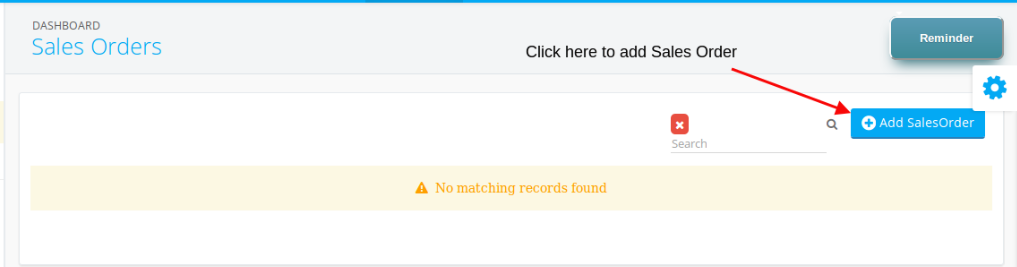 DASHBOARD
Sales Orders
Click here to add Sales Order
Reminder
Add SalesOrder
Search
No matching records found